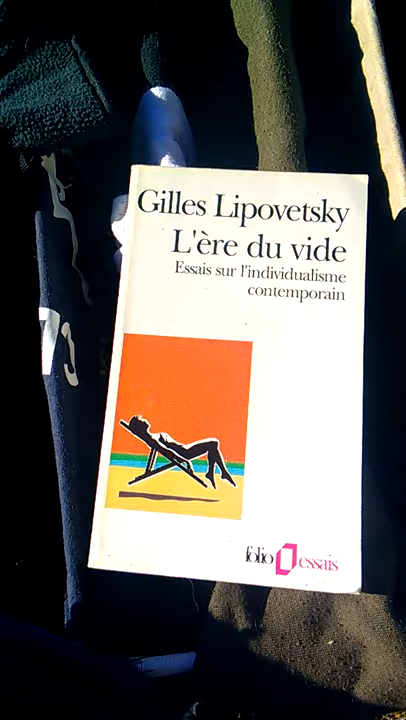 Gilles Lipovetsky
L'ère du vide
Essais sur l'individualisme
contemporain
folio essais